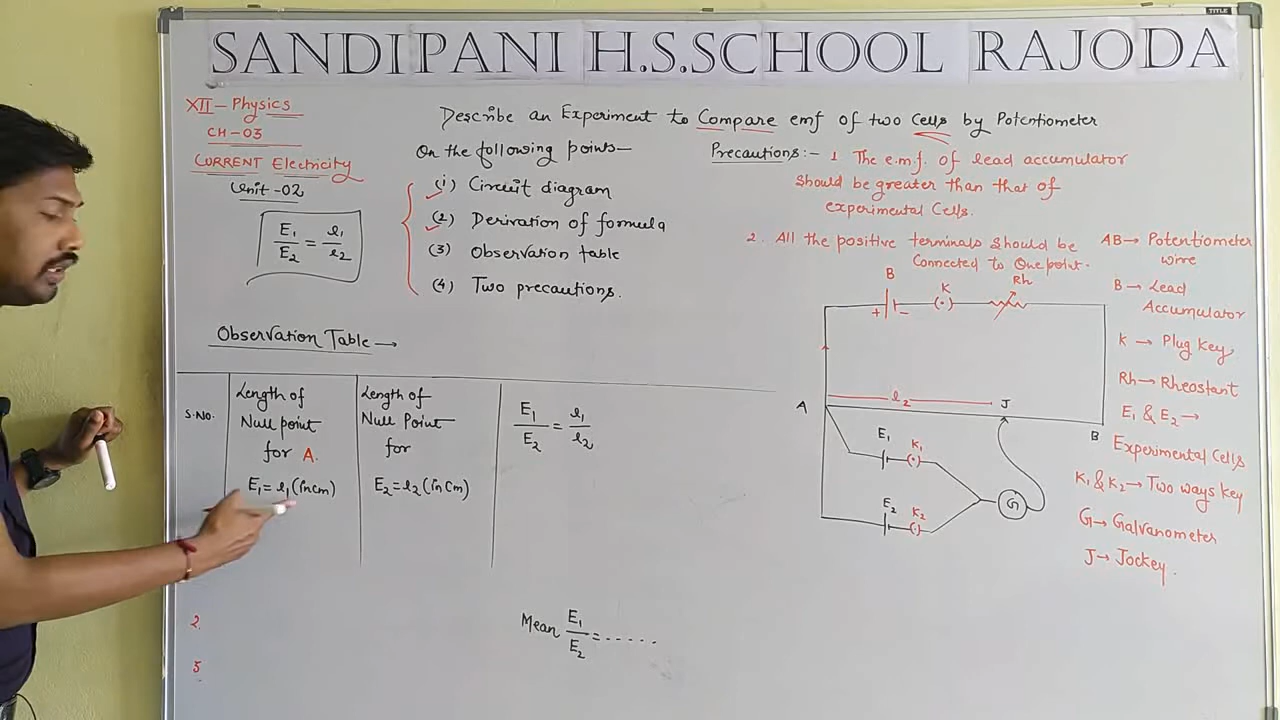 TITLE
SANDIPANI H.S.SCHOOL RAJODA
XII - Physics
CH-03
CURRENT Electricity
Unit-02
E1/E2 = l1/l2
Describe an Experiment to Compare emf of two Cells by Potentiometer
On the following points—
(1) Circuit diagram
(2) Derivation of formula
(3) Observation table
(4) Two precautions.
Precautions:- 1. The e.m.f. of lead accumulator
should be greater than that of
experimental Cells.
2. All the positive terminals should be
Connected to One point.
Observation Table →
S.No.
Length of
Null point
for A.
E1=l1(incm)
Length of
Null Point
for
E2=l2(in cm)
E1/E2 = l1/l2
2.
5
Mean E1/E2 = - - - - -
B
K
Rh
+
−
l2
A
J
B
E1
K1
E2
K2
G
AB→ Potentiometer
wire
B → Lead
Accumulator
K → Plug Key,
Rh→ Rheostant
E1 & E2 →
Experimental Cells
K1 & K2→ Two ways key
G→ Galvanometer
J→ Jockey.